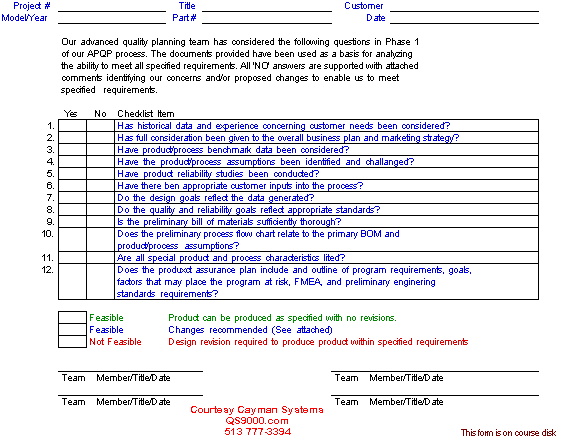 Project # Title Customer
Model/Year Part# Date
Our advanced quality planning team has considered the following questions in Phase 1
of our APQP process. The documents provided have been used as a basis for analyzing
the ability to meet all specified requirements. All 'NO' answers are supported with attached
comments identifying our concerns and/or proposed changes to enable us to meet
specified requirements.
Yes No Checklist Item
1. Has historical data and experience concerning customer needs been considered?
2. Has full consideration been given to the overall business plan and marketing strategy?
3. Have product/process benchmark data been considered?
4. Have the product/process assumptions been identified and challanged?
5. Have product reliability studies been conducted?
6. Have there ben appropriate customer inputs into the process?
7. Do the design goals reflect the data generated?
8. Do the quality and reliability goals reflect appropriate standards?
9. Is the preliminary bill of materials sufficiently thorough?
10. Does the preliminary process flow chart relate to the primary BOM and
product/process assumptions?
11. Are all special product and process characteristics lited?
12. Does the produxct assurance plan include and outline of program requirements, goals,
factors that may place the program at risk, FMEA, and preliminary enginering
standards requirements?
Feasible Product can be produced as specified with no revisions.
Feasible Changes recommended (See attached)
Not Feasible Design revision required to produce product within specified requirements
Team Member/Title/Date Team Member/Title/Date
Team Member/Title/Date Team Member/Title/Date
Courtesy Cayman Systems
QS9000.com
513 777-3394
This form is on course disk